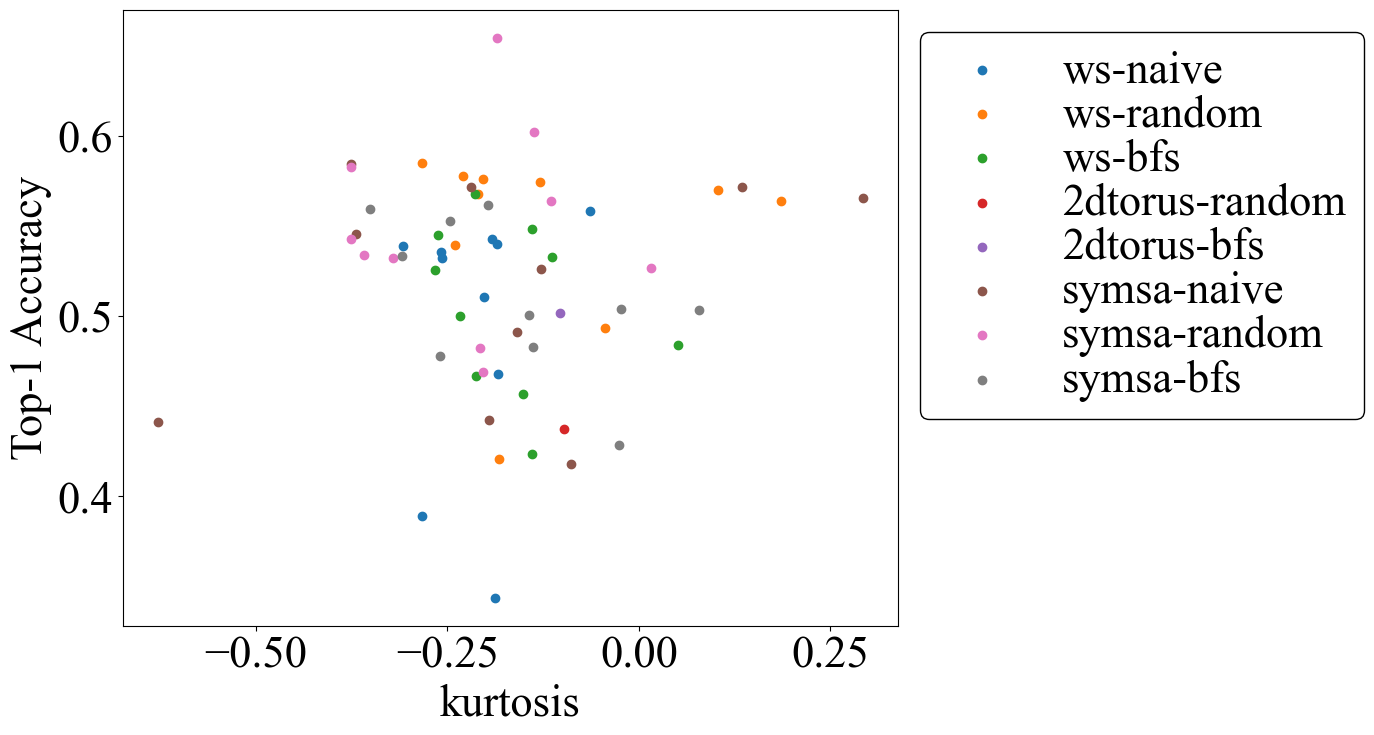 Top-1 Accuracy
0.6
0.5
0.4
−0.50
−0.25
0.00
0.25
kurtosis
ws-naive
ws-random
ws-bfs
2dtorus-random
2dtorus-bfs
symsa-naive
symsa-random
symsa-bfs